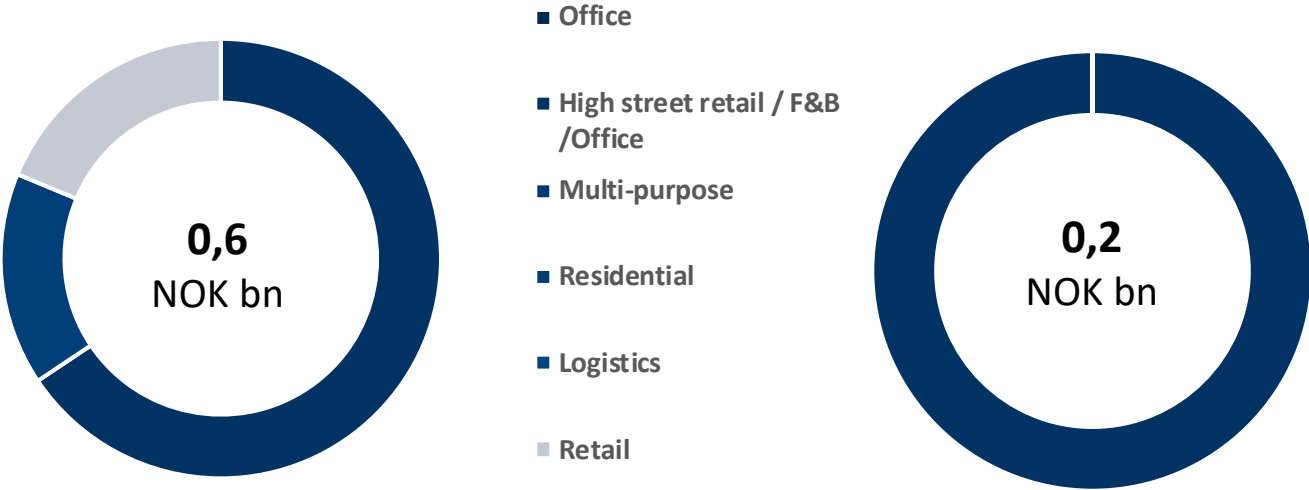 0,6
NOK bn
Office
High street retail / F&B
/Office
Multi-purpose
Residential
Logistics
Retail
0,2
NOK bn